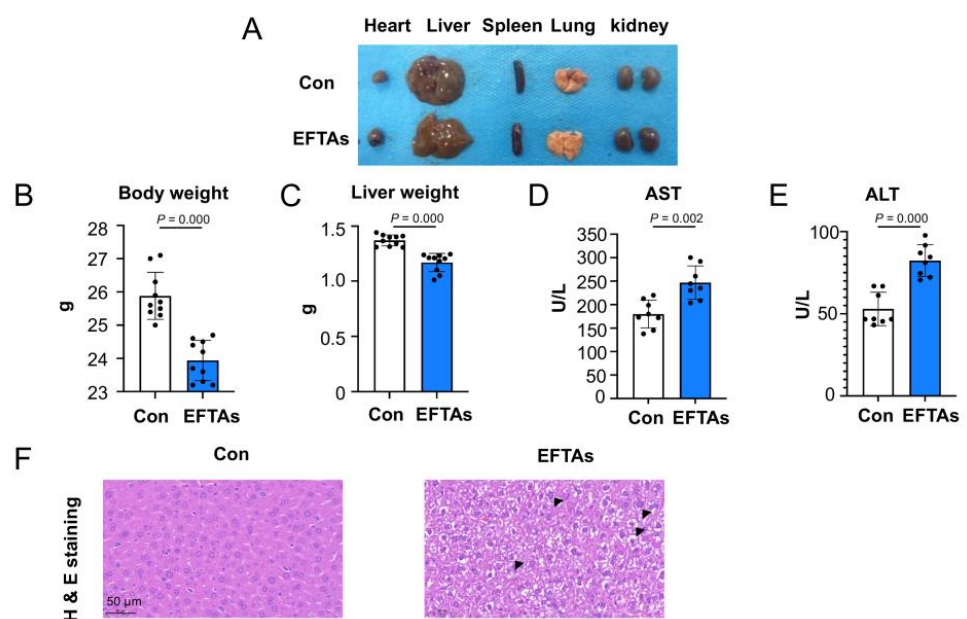 A
Heart Liver Spleen Lung kidney
Con
EFTAs
B
Body weight
P = 0.000
g
27
26
25
24
23
Con EFTAs
C
Liver weight
P = 0.000
g
1.5
1.0
0.5
0
Con EFTAs
D
AST
P = 0.002
U/L
350
300
250
200
150
100
50
0
Con EFTAs
E
ALT
P = 0.000
U/L
100
50
0
Con EFTAs
F
Con
EFTAs
H & E staining
50 μm